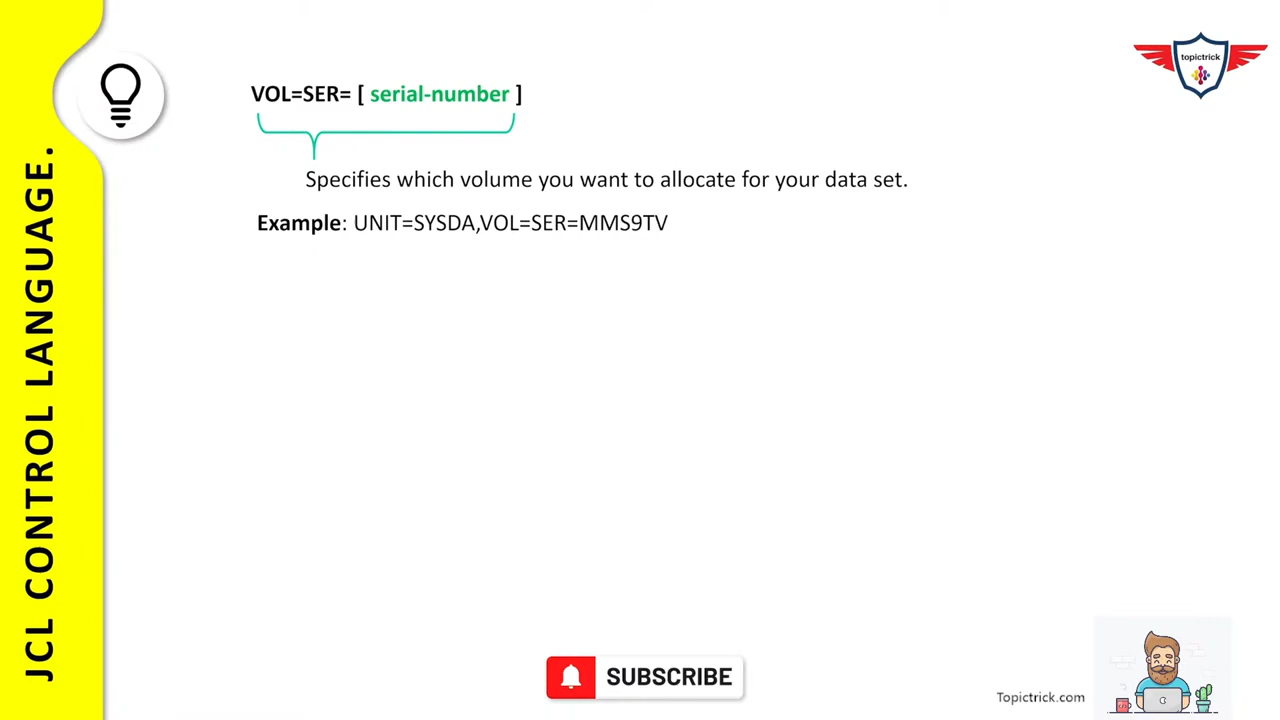 topictrick
VOL=SER= [ serial-number ]
Specifies which volume you want to allocate for your data set.
Example: UNIT=SYSDA,VOL=SER=MMS9TV
JCL CONTROL LANGUAGE.
SUBSCRIBE
Topictrick.com